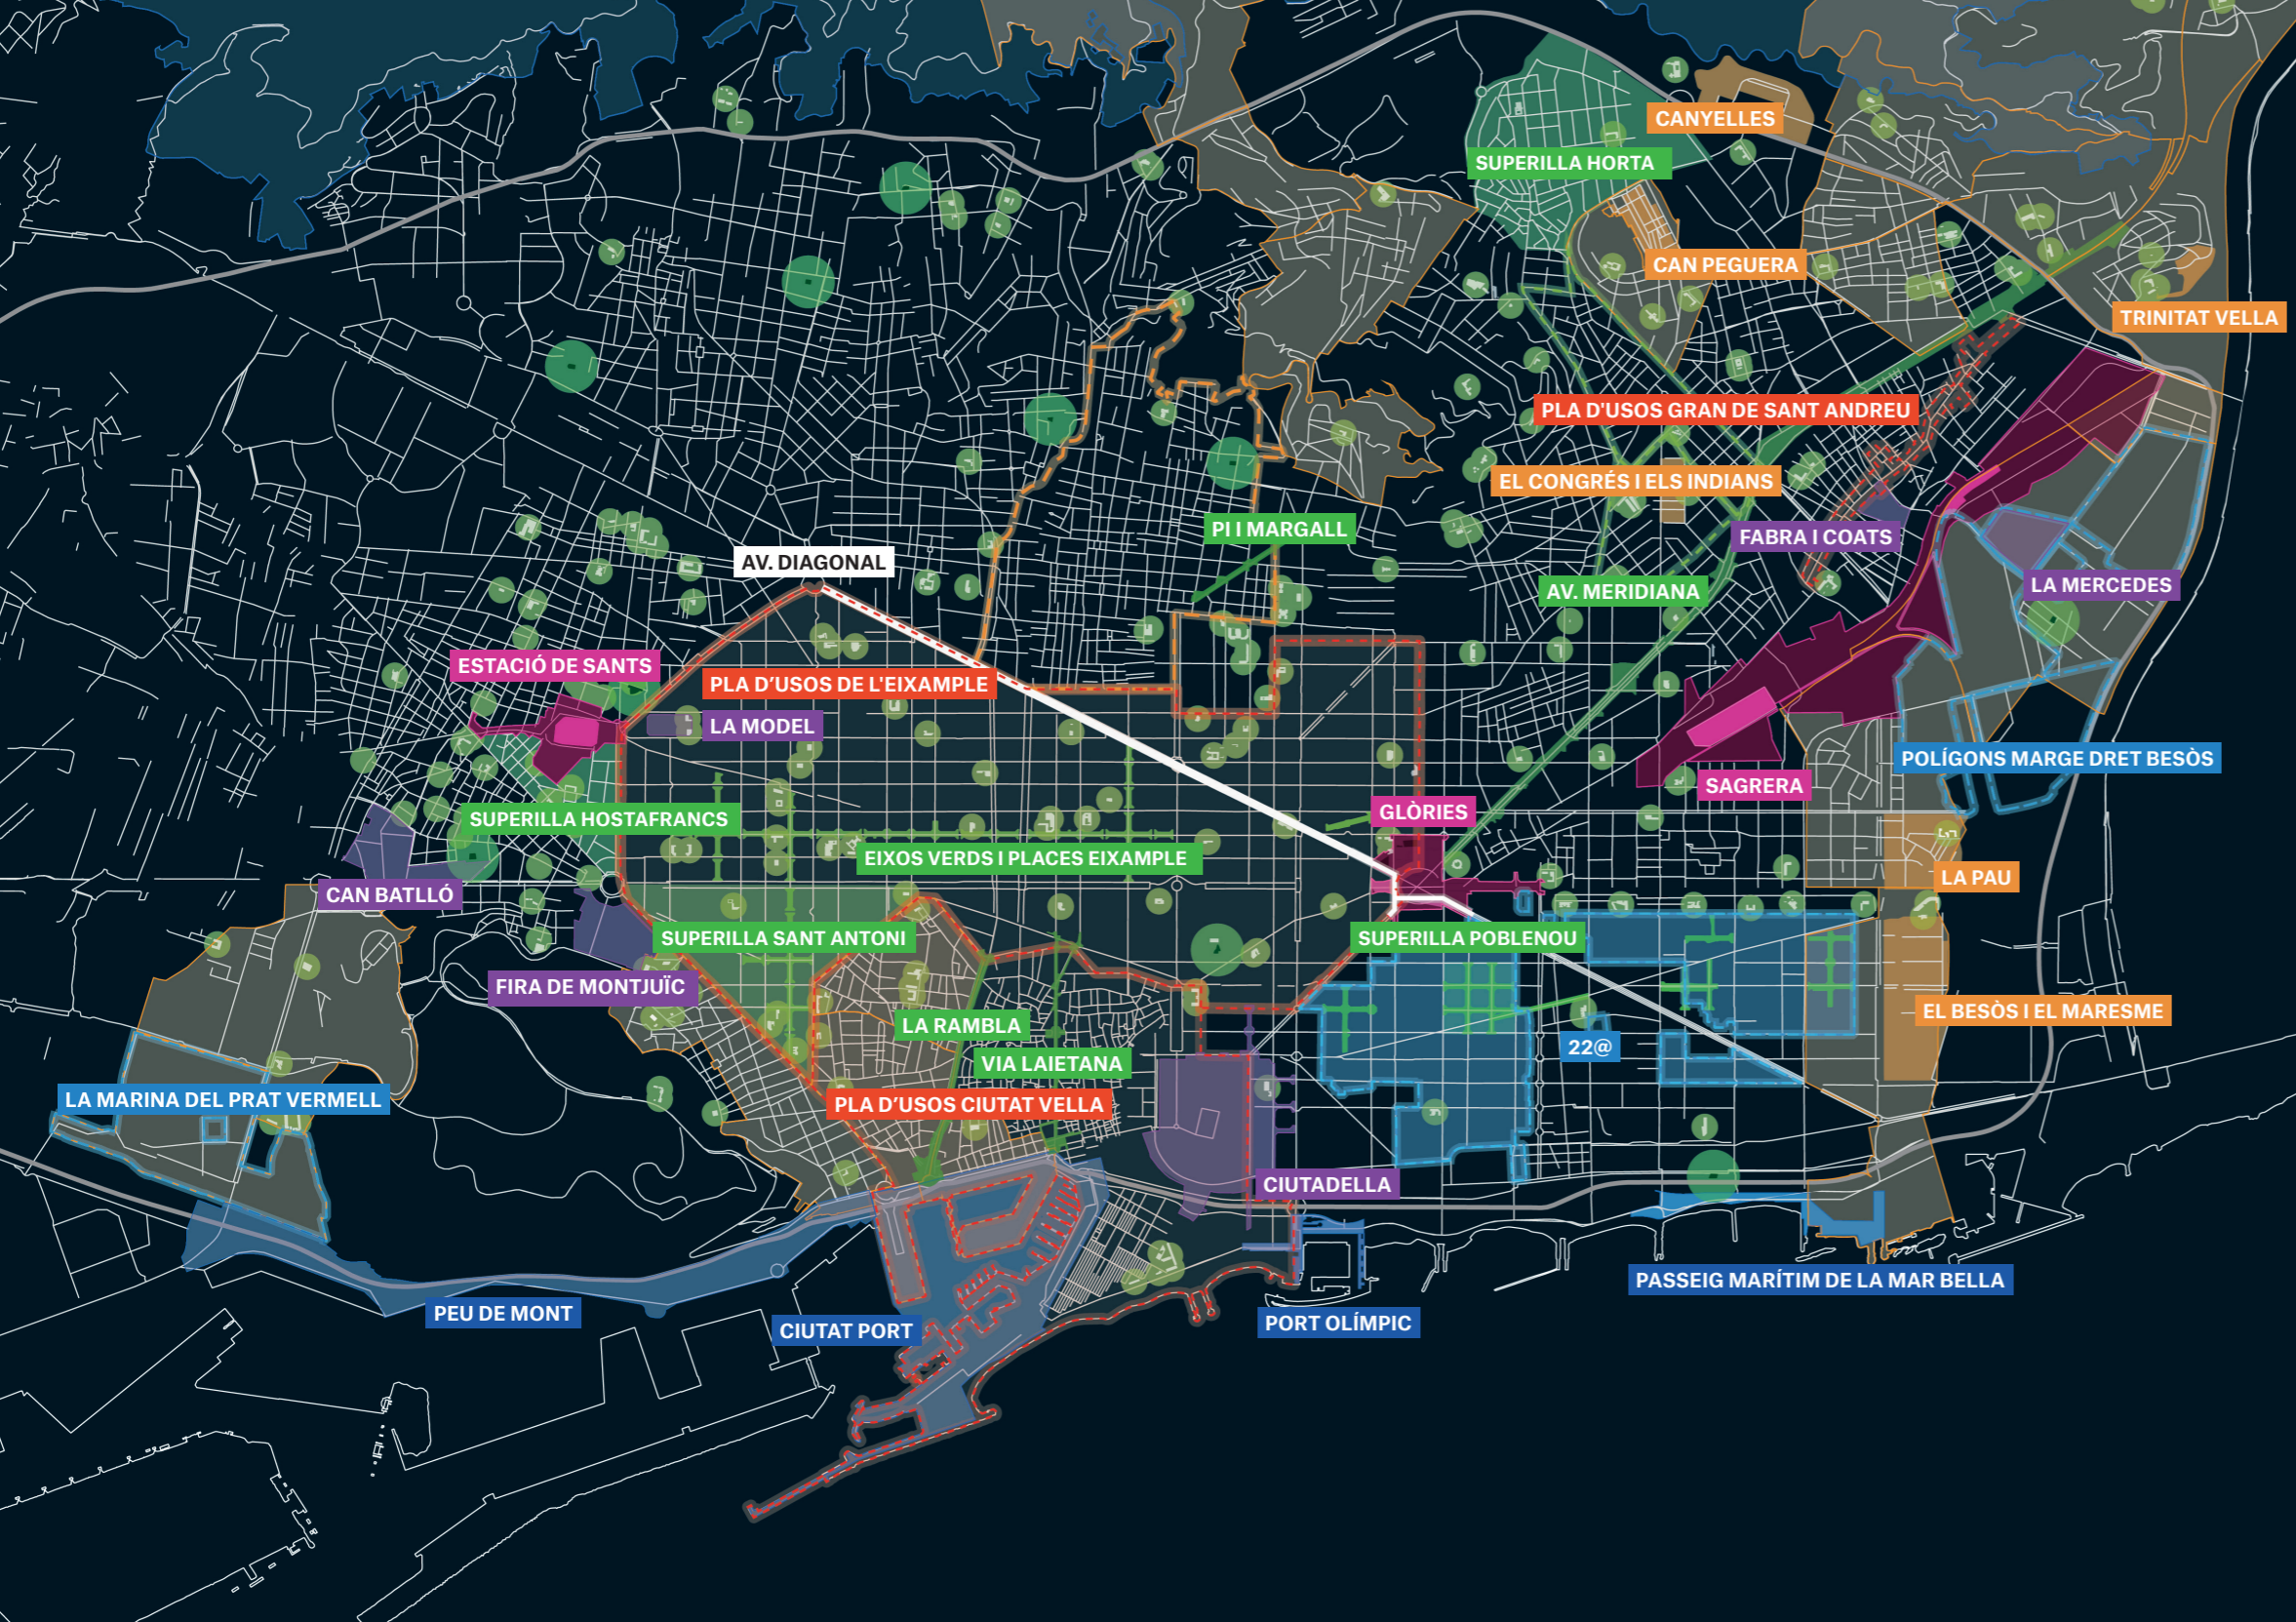 CANYELLES
SUPERILLA HORTA
CAN PEGUERA
TRINITAT VELLA
PLA D'USOS GRAN DE SANT ANDREU
EL CONGRÉS I ELS INDIANS
PI I MARGALL
FABRA I COATS
AV. DIAGONAL
LA MERCEDES
AV. MERIDIANA
ESTACIÓ DE SANTS
PLA D'USOS DE L'EIXAMPLE
LA MODEL
POLÍGONS MARGE DRET BESÒS
SAGRERA
GLÒRIES
SUPERILLA HOSTAFRANCS
EIXOS VERDS I PLACES EIXAMPLE
LA PAU
CAN BATLLÓ
SUPERILLA SANT ANTONI
SUPERILLA POBLENOU
FIRA DE MONTJUÏC
EL BESÒS I EL MARESME
LA RAMBLA
22@
VIA LAIETANA
LA MARINA DEL PRAT VERMELL
PLA D'USOS CIUTAT VELLA
CIUTADELLA
PASSEIG MARÍTIM DE LA MAR BELLA
PEU DE MONT
PORT OLÍMPIC
CIUTAT PORT